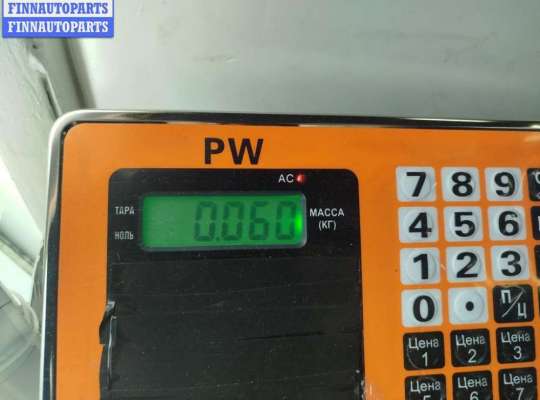 FINNAUTOPARTS
FINNAUTOPARTS
PW
AC
ТАРА
НОЛЬ
0.060
МАССА
(КГ)
7 8 9
4 5 6
1 2 3
0 . П/Ц
Цена 1 Цена 2 Цена 3
Цена 5 Цена 6 Цена 7